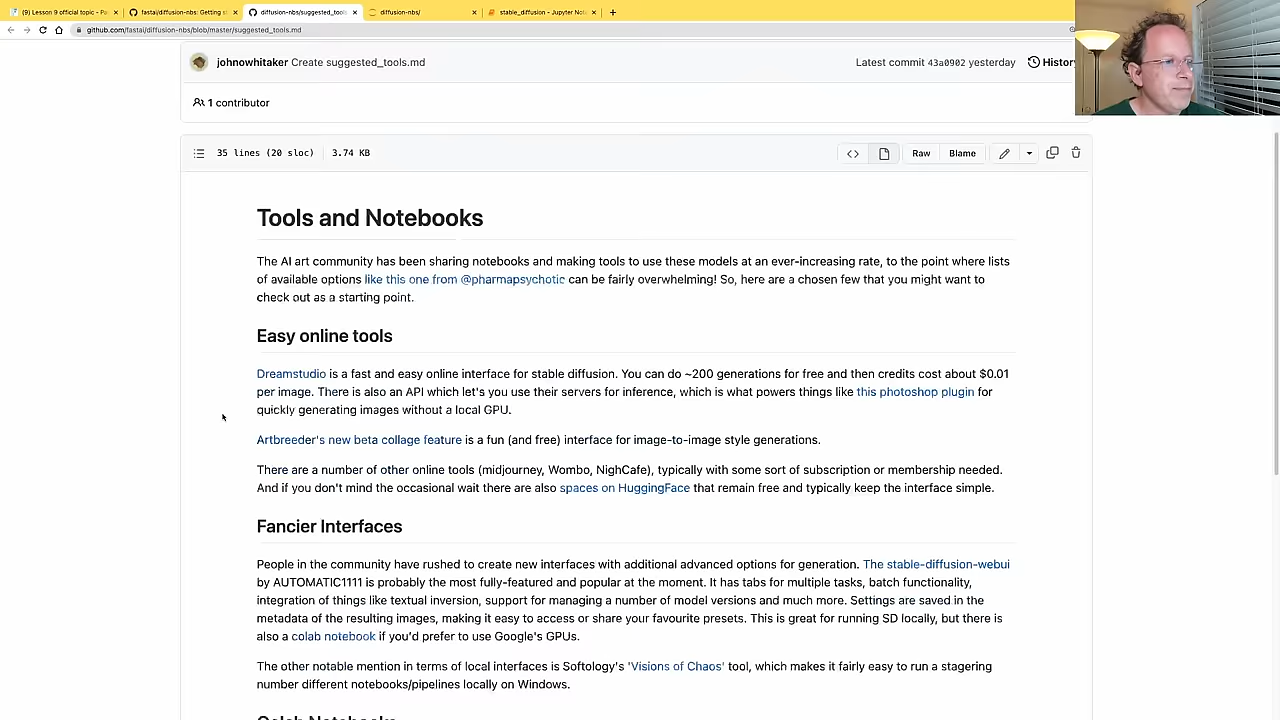 (9) Lesson 9 official topic - Pa
fastai/diffusion-nbs: Getting s
diffusion-nbs/suggested_tools
diffusion-nbs/
stable_diffusion - Jupyter Not
github.com/fastai/diffusion-nbs/blob/master/suggested_tools.md
johnowhitaker Create suggested_tools.md
Latest commit 43a0902 yesterday
History
1 contributor
35 lines (20 sloc) 3.74 KB
Raw Blame
Tools and Notebooks
The AI art community has been sharing notebooks and making tools to use these models at an ever-increasing rate, to the point where lists
of available options like this one from @pharmapsychotic can be fairly overwhelming! So, here are a chosen few that you might want to
check out as a starting point.
Easy online tools
Dreamstudio is a fast and easy online interface for stable diffusion. You can do ~200 generations for free and then credits cost about $0.01
per image. There is also an API which let's you use their servers for inference, which is what powers things like this photoshop plugin for
quickly generating images without a local GPU.
Artbreeder's new beta collage feature is a fun (and free) interface for image-to-image style generations.
There are a number of other online tools (midjourney, Wombo, NighCafe), typically with some sort of subscription or membership needed.
And if you don't mind the occasional wait there are also spaces on HuggingFace that remain free and typically keep the interface simple.
Fancier Interfaces
People in the community have rushed to create new interfaces with additional advanced options for generation. The stable-diffusion-webui
by AUTOMATIC1111 is probably the most fully-featured and popular at the moment. It has tabs for multiple tasks, batch functionality,
integration of things like textual inversion, support for managing a number of model versions and much more. Settings are saved in the
metadata of the resulting images, making it easy to access or share your favourite presets. This is great for running SD locally, but there is
also a colab notebook if you'd prefer to use Google's GPUs.
The other notable mention in terms of local interfaces is Softology's 'Visions of Chaos' tool, which makes it fairly easy to run a stagering
number different notebooks/pipelines locally on Windows.
Colab Notebooks